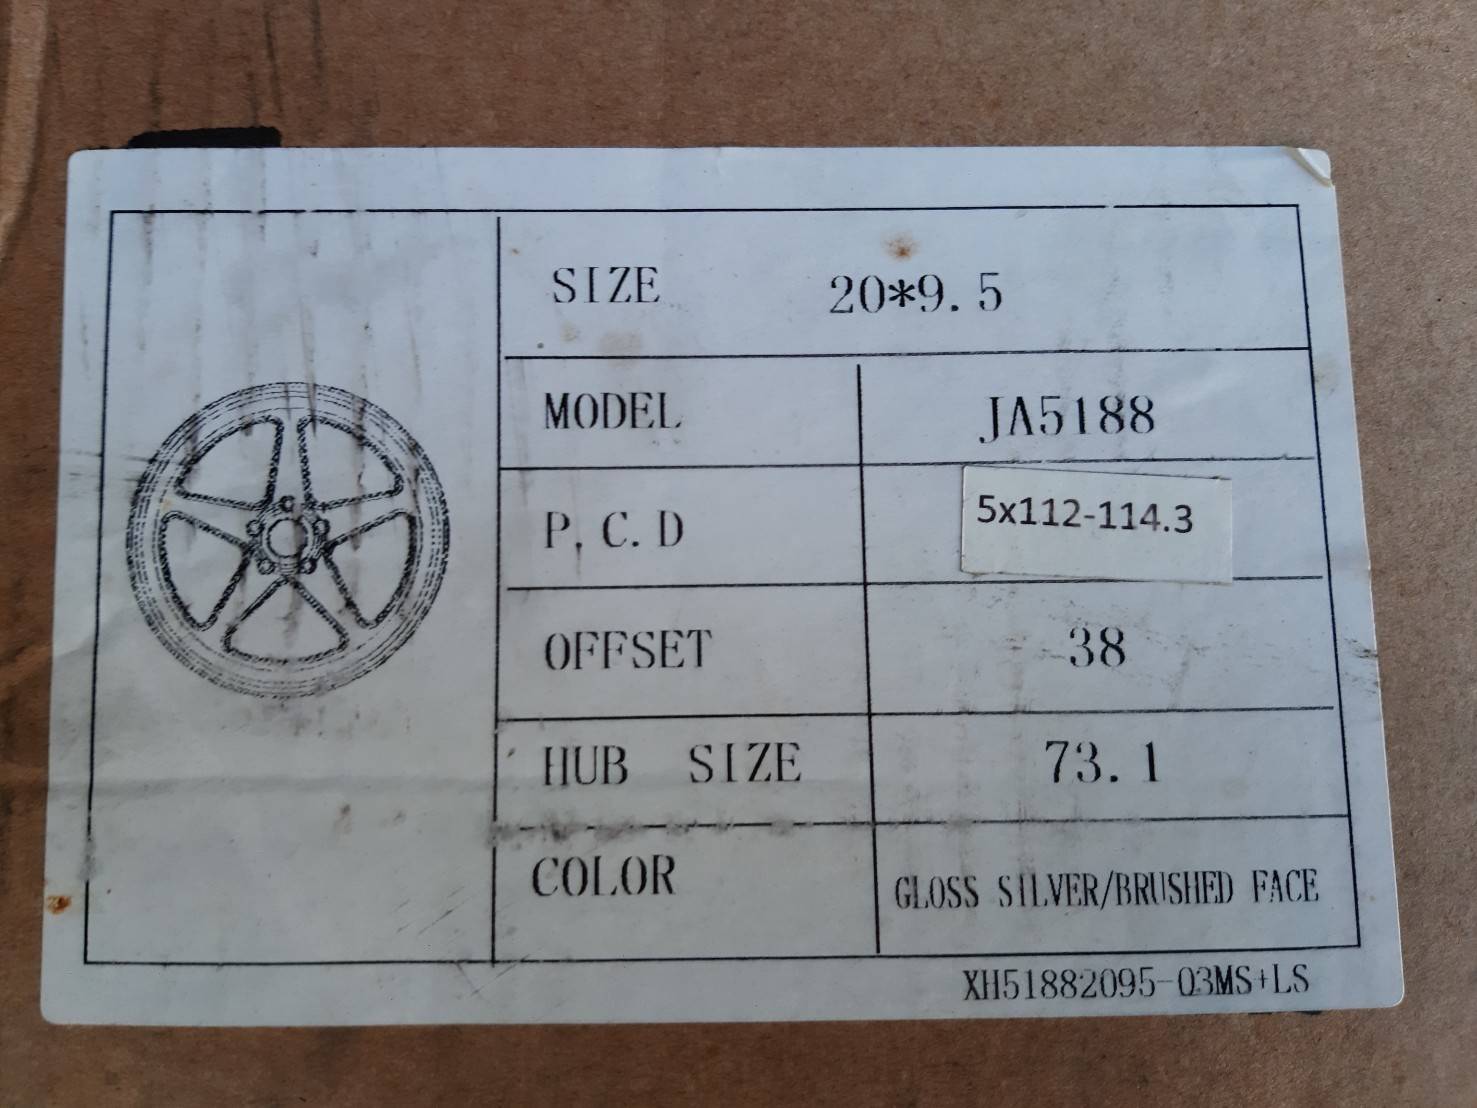 SIZE 20*9.5
MODEL JA5188
P.C.D 5x112-114.3
OFFSET 38
HUB SIZE 73.1
COLOR GLOSS SILVER/BRUSHED FACE
XH51882095-03MS+LS